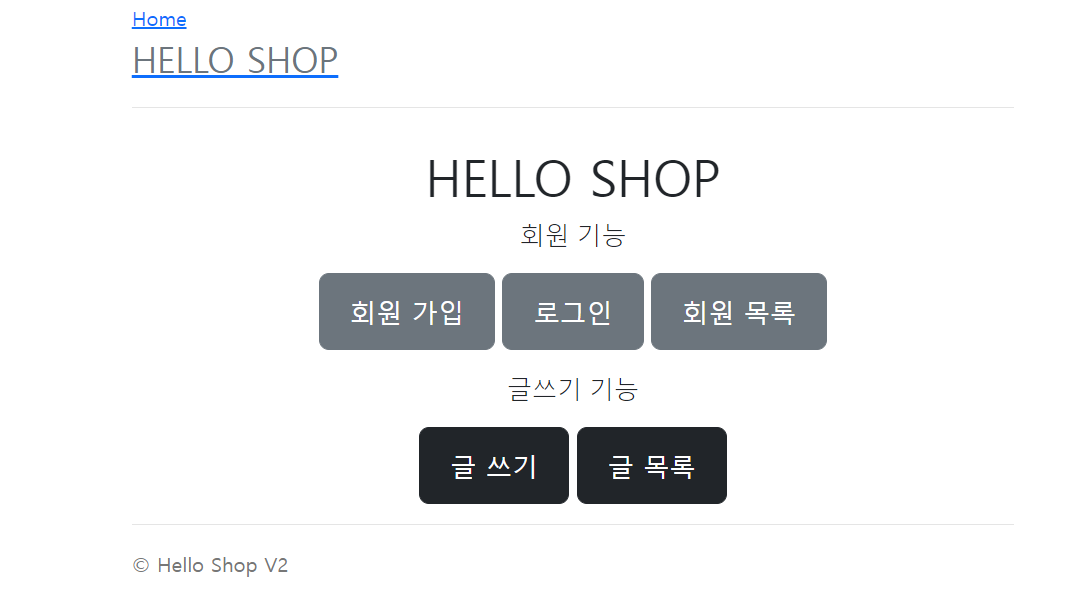 Home
HELLO SHOP
HELLO SHOP
회원 기능
회원 가입 로그인 회원 목록
글쓰기 기능
글 쓰기 글 목록
© Hello Shop V2